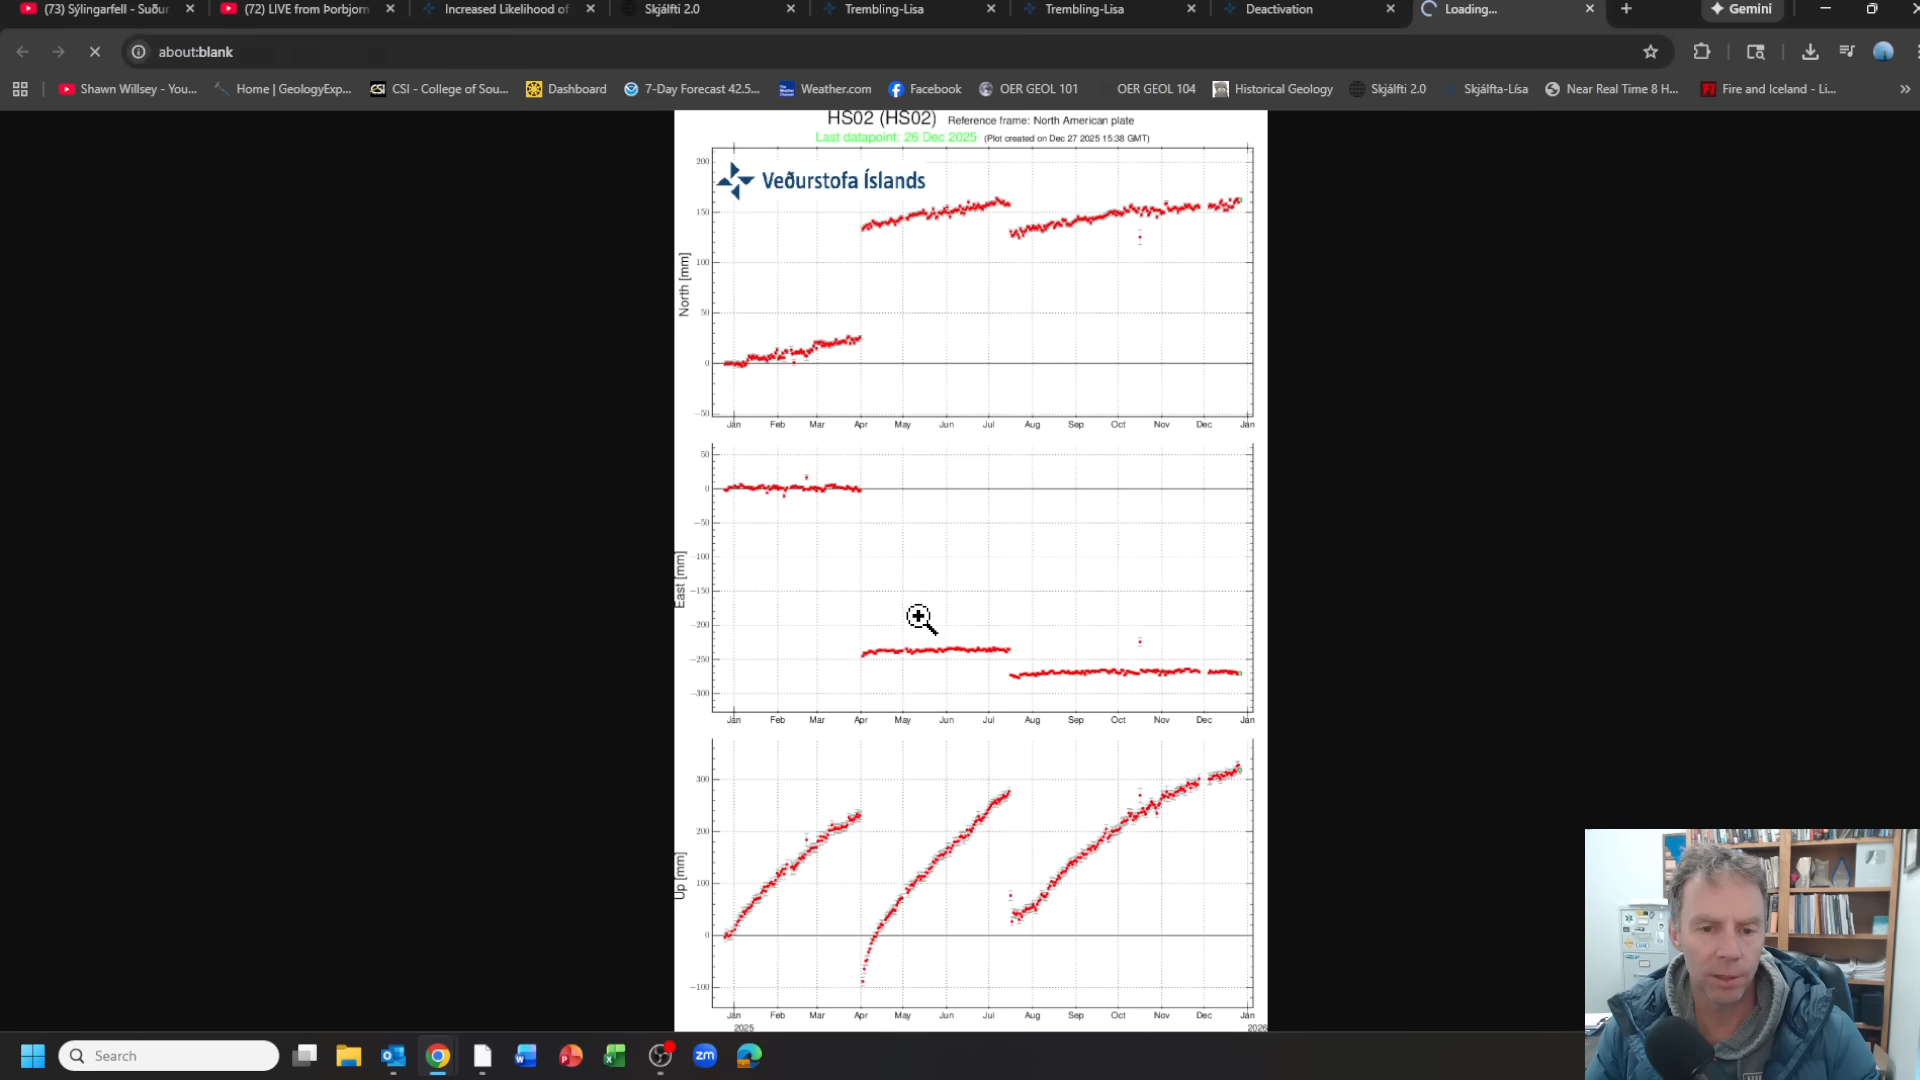 (73) Sýlingarfell - Suður
(72) LIVE from Þorbjorn
Increased Likelihood of
Skjálfti 2.0
Trembling-Lisa
Trembling-Lisa
Deactivation
Loading...
Gemini
about:blank
Shawn Willsey - You...
Home | GeologyExp...
CSI - College of Sou...
Dashboard
7-Day Forecast 42.5...
Weather.com
Facebook
OER GEOL 101
OER GEOL 104
Historical Geology
Skjálfti 2.0
Skjálfta-Lísa
Near Real Time 8 H...
Fire and Iceland - Li...
HS02 (HS02) Reference frame: North American plate
Last datapoint: 26 Dec 2025 (Plot created on Dec 27 2025 15:38 GMT)
Veðurstofa Íslands
North [mm]
200
150
100
50
0
−50
Jan Feb Mar Apr May Jun Jul Aug Sep Oct Nov Dec Jan
East [mm]
50
0
−50
−100
−150
−200
−250
−300
Jan Feb Mar Apr May Jun Jul Aug Sep Oct Nov Dec Jan
Up [mm]
300
200
100
0
−100
Jan Feb Mar Apr May Jun Jul Aug Sep Oct Nov Dec Jan
2025 2026
Search
zm